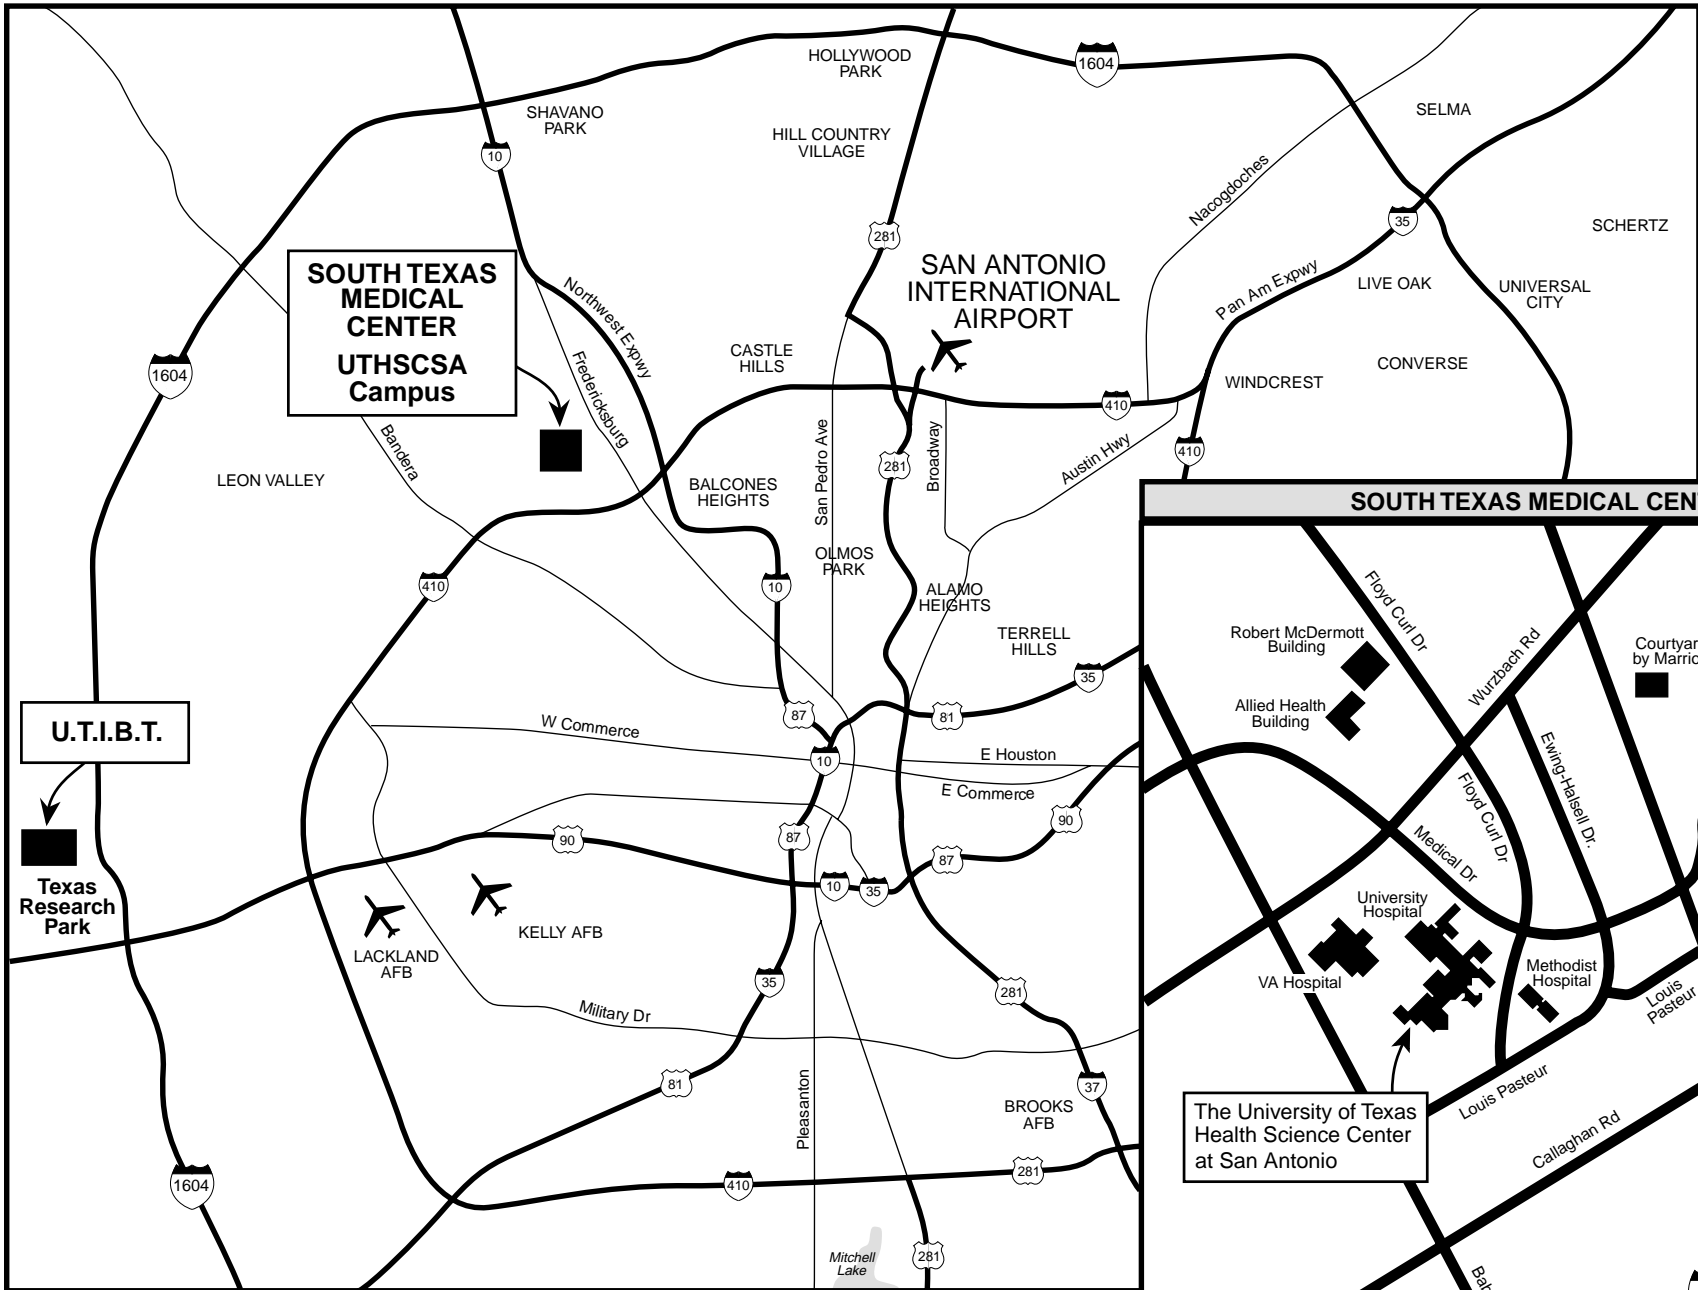 HOLLYWOOD
PARK
1604
SHAVANO
PARK
SELMA
10
HILL COUNTRY
VILLAGE
Nacogdoches
281
35
SCHERTZ
SOUTH TEXAS
MEDICAL
CENTER
UTHSCSA
Campus
Northwest Expwy
SAN ANTONIO
INTERNATIONAL
AIRPORT
Pan Am Expwy
LIVE OAK
UNIVERSAL
CITY
1604
Fredericksburg
CASTLE
HILLS
CONVERSE
WINDCREST
410
Bandera
San Pedro Ave
Broadway
Austin Hwy
410
281
LEON VALLEY
BALCONES
HEIGHTS
SOUTH TEXAS MEDICAL CEN
410
10
OLMOS
PARK
ALAMO
HEIGHTS
TERRELL
HILLS
35
Floyd Curl Dr
Robert McDermott
Building
Wurzbach Rd
Courtyar
by Marrio
Allied Health
Building
U.T.I.B.T.
W Commerce
87
81
10
E Houston
E Commerce
Ewing-Halsell Dr.
Floyd Curl Dr
90
87
90
87
Medical Dr
10
35
Texas
Research
Park
LACKLAND
AFB
KELLY AFB
University
Hospital
VA Hospital
Methodist
Hospital
Louis
Pasteur
35
281
Military Dr
81
37
Pleasanton
BROOKS
AFB
Louis Pasteur
The University of Texas
Health Science Center
at San Antonio
Callaghan Rd
1604
410
281
Mitchell
Lake
281
Bab